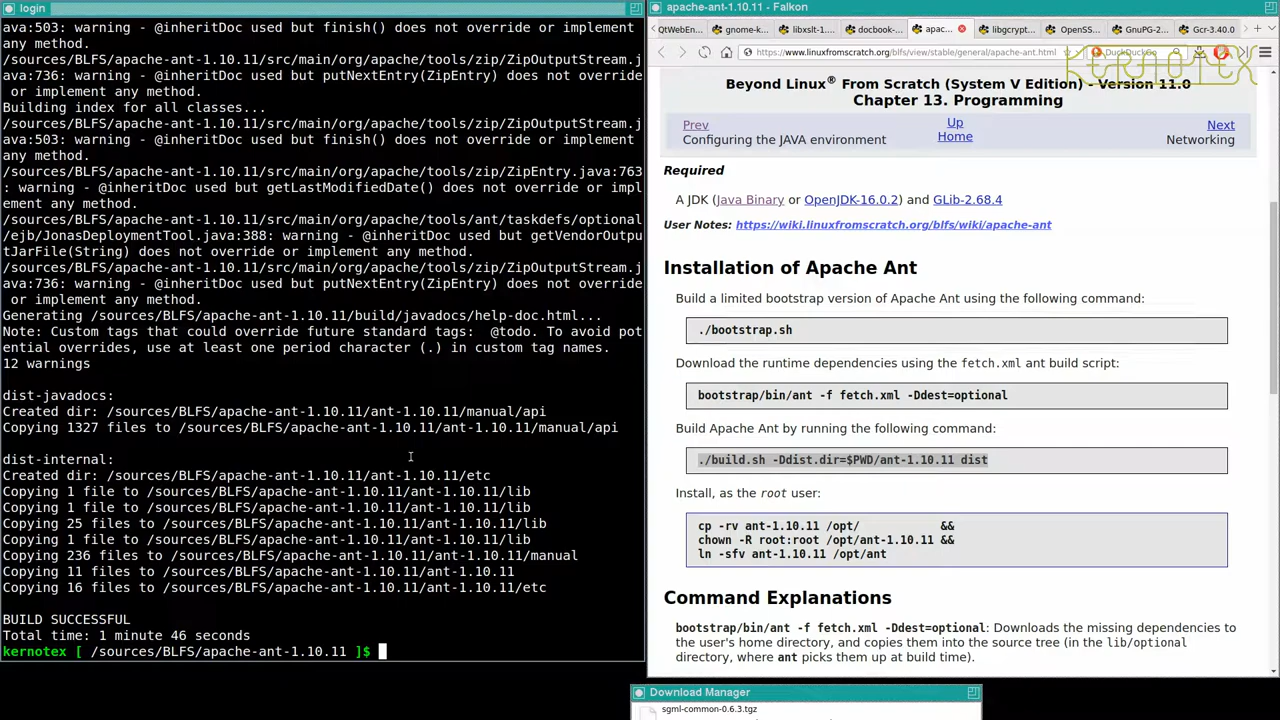 login
ava:503: warning - @inheritDoc used but finish() does not override or implement
any method.
/sources/BLFS/apache-ant-1.10.11/src/main/org/apache/tools/zip/ZipOutputStream.j
ava:736: warning - @inheritDoc used but putNextEntry(ZipEntry) does not override
 or implement any method.
Building index for all classes...
/sources/BLFS/apache-ant-1.10.11/src/main/org/apache/tools/zip/ZipOutputStream.j
ava:503: warning - @inheritDoc used but finish() does not override or implement
any method.
/sources/BLFS/apache-ant-1.10.11/src/main/org/apache/tools/zip/ZipEntry.java:763
: warning - @inheritDoc used but getLastModifiedDate() does not override or impl
ement any method.
/sources/BLFS/apache-ant-1.10.11/src/main/org/apache/tools/ant/taskdefs/optional
/ejb/JonasDeploymentTool.java:388: warning - @inheritDoc used but getVendorOutpu
tJarFile(String) does not override or implement any method.
/sources/BLFS/apache-ant-1.10.11/src/main/org/apache/tools/zip/ZipOutputStream.j
ava:736: warning - @inheritDoc used but putNextEntry(ZipEntry) does not override
 or implement any method.
Generating /sources/BLFS/apache-ant-1.10.11/build/javadocs/help-doc.html...
Note: Custom tags that could override future standard tags:  @todo. To avoid pot
ential overrides, use at least one period character (.) in custom tag names.
12 warnings
dist-javadocs:
Created dir: /sources/BLFS/apache-ant-1.10.11/ant-1.10.11/manual/api
Copying 1327 files to /sources/BLFS/apache-ant-1.10.11/ant-1.10.11/manual/api
dist-internal:
Created dir: /sources/BLFS/apache-ant-1.10.11/ant-1.10.11/etc
Copying 1 file to /sources/BLFS/apache-ant-1.10.11/ant-1.10.11/lib
Copying 1 file to /sources/BLFS/apache-ant-1.10.11/ant-1.10.11/lib
Copying 25 files to /sources/BLFS/apache-ant-1.10.11/ant-1.10.11/lib
Copying 1 file to /sources/BLFS/apache-ant-1.10.11/ant-1.10.11/lib
Copying 236 files to /sources/BLFS/apache-ant-1.10.11/ant-1.10.11/manual
Copying 11 files to /sources/BLFS/apache-ant-1.10.11/ant-1.10.11
Copying 16 files to /sources/BLFS/apache-ant-1.10.11/ant-1.10.11/etc
BUILD SUCCESSFUL
Total time: 1 minute 46 seconds
kernotex [ /sources/BLFS/apache-ant-1.10.11 ]$
apache-ant-1.10.11 - Falkon
QtWebEn... gnome-k... libxslt-1... docbook-... apac... libgcrypt... OpenSS... GnuPG-2... Gcr-3.40.0
https://www.linuxfromscratch.org/blfs/view/stable/general/apache-ant.html DuckDuckGo
KERNOTEX
Beyond Linux® From Scratch (System V Edition) - Version 11.0
Chapter 13. Programming
Prev Up Next
Configuring the JAVA environment Home Networking
Required
A JDK (Java Binary or OpenJDK-16.0.2) and GLib-2.68.4
User Notes: https://wiki.linuxfromscratch.org/blfs/wiki/apache-ant
Installation of Apache Ant
Build a limited bootstrap version of Apache Ant using the following command:
./bootstrap.sh
Download the runtime dependencies using the fetch.xml ant build script:
bootstrap/bin/ant -f fetch.xml -Ddest=optional
Build Apache Ant by running the following command:
./build.sh -Ddist.dir=$PWD/ant-1.10.11 dist
Install, as the root user:
cp -rv ant-1.10.11 /opt/            &&
chown -R root:root /opt/ant-1.10.11 &&
ln -sfv ant-1.10.11 /opt/ant
Command Explanations
bootstrap/bin/ant -f fetch.xml -Ddest=optional: Downloads the missing dependencies to
the user's home directory, and copies them into the source tree (in the lib/optional
directory, where ant picks them up at build time).
Download Manager
sgml-common-0.6.3.tgz